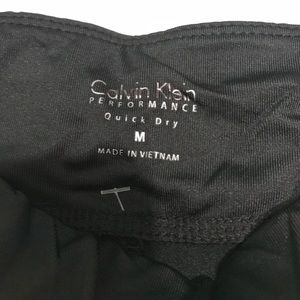 Calvin Klein
PERFORMANCE
Quick Dry
M
MADE IN VIETNAM